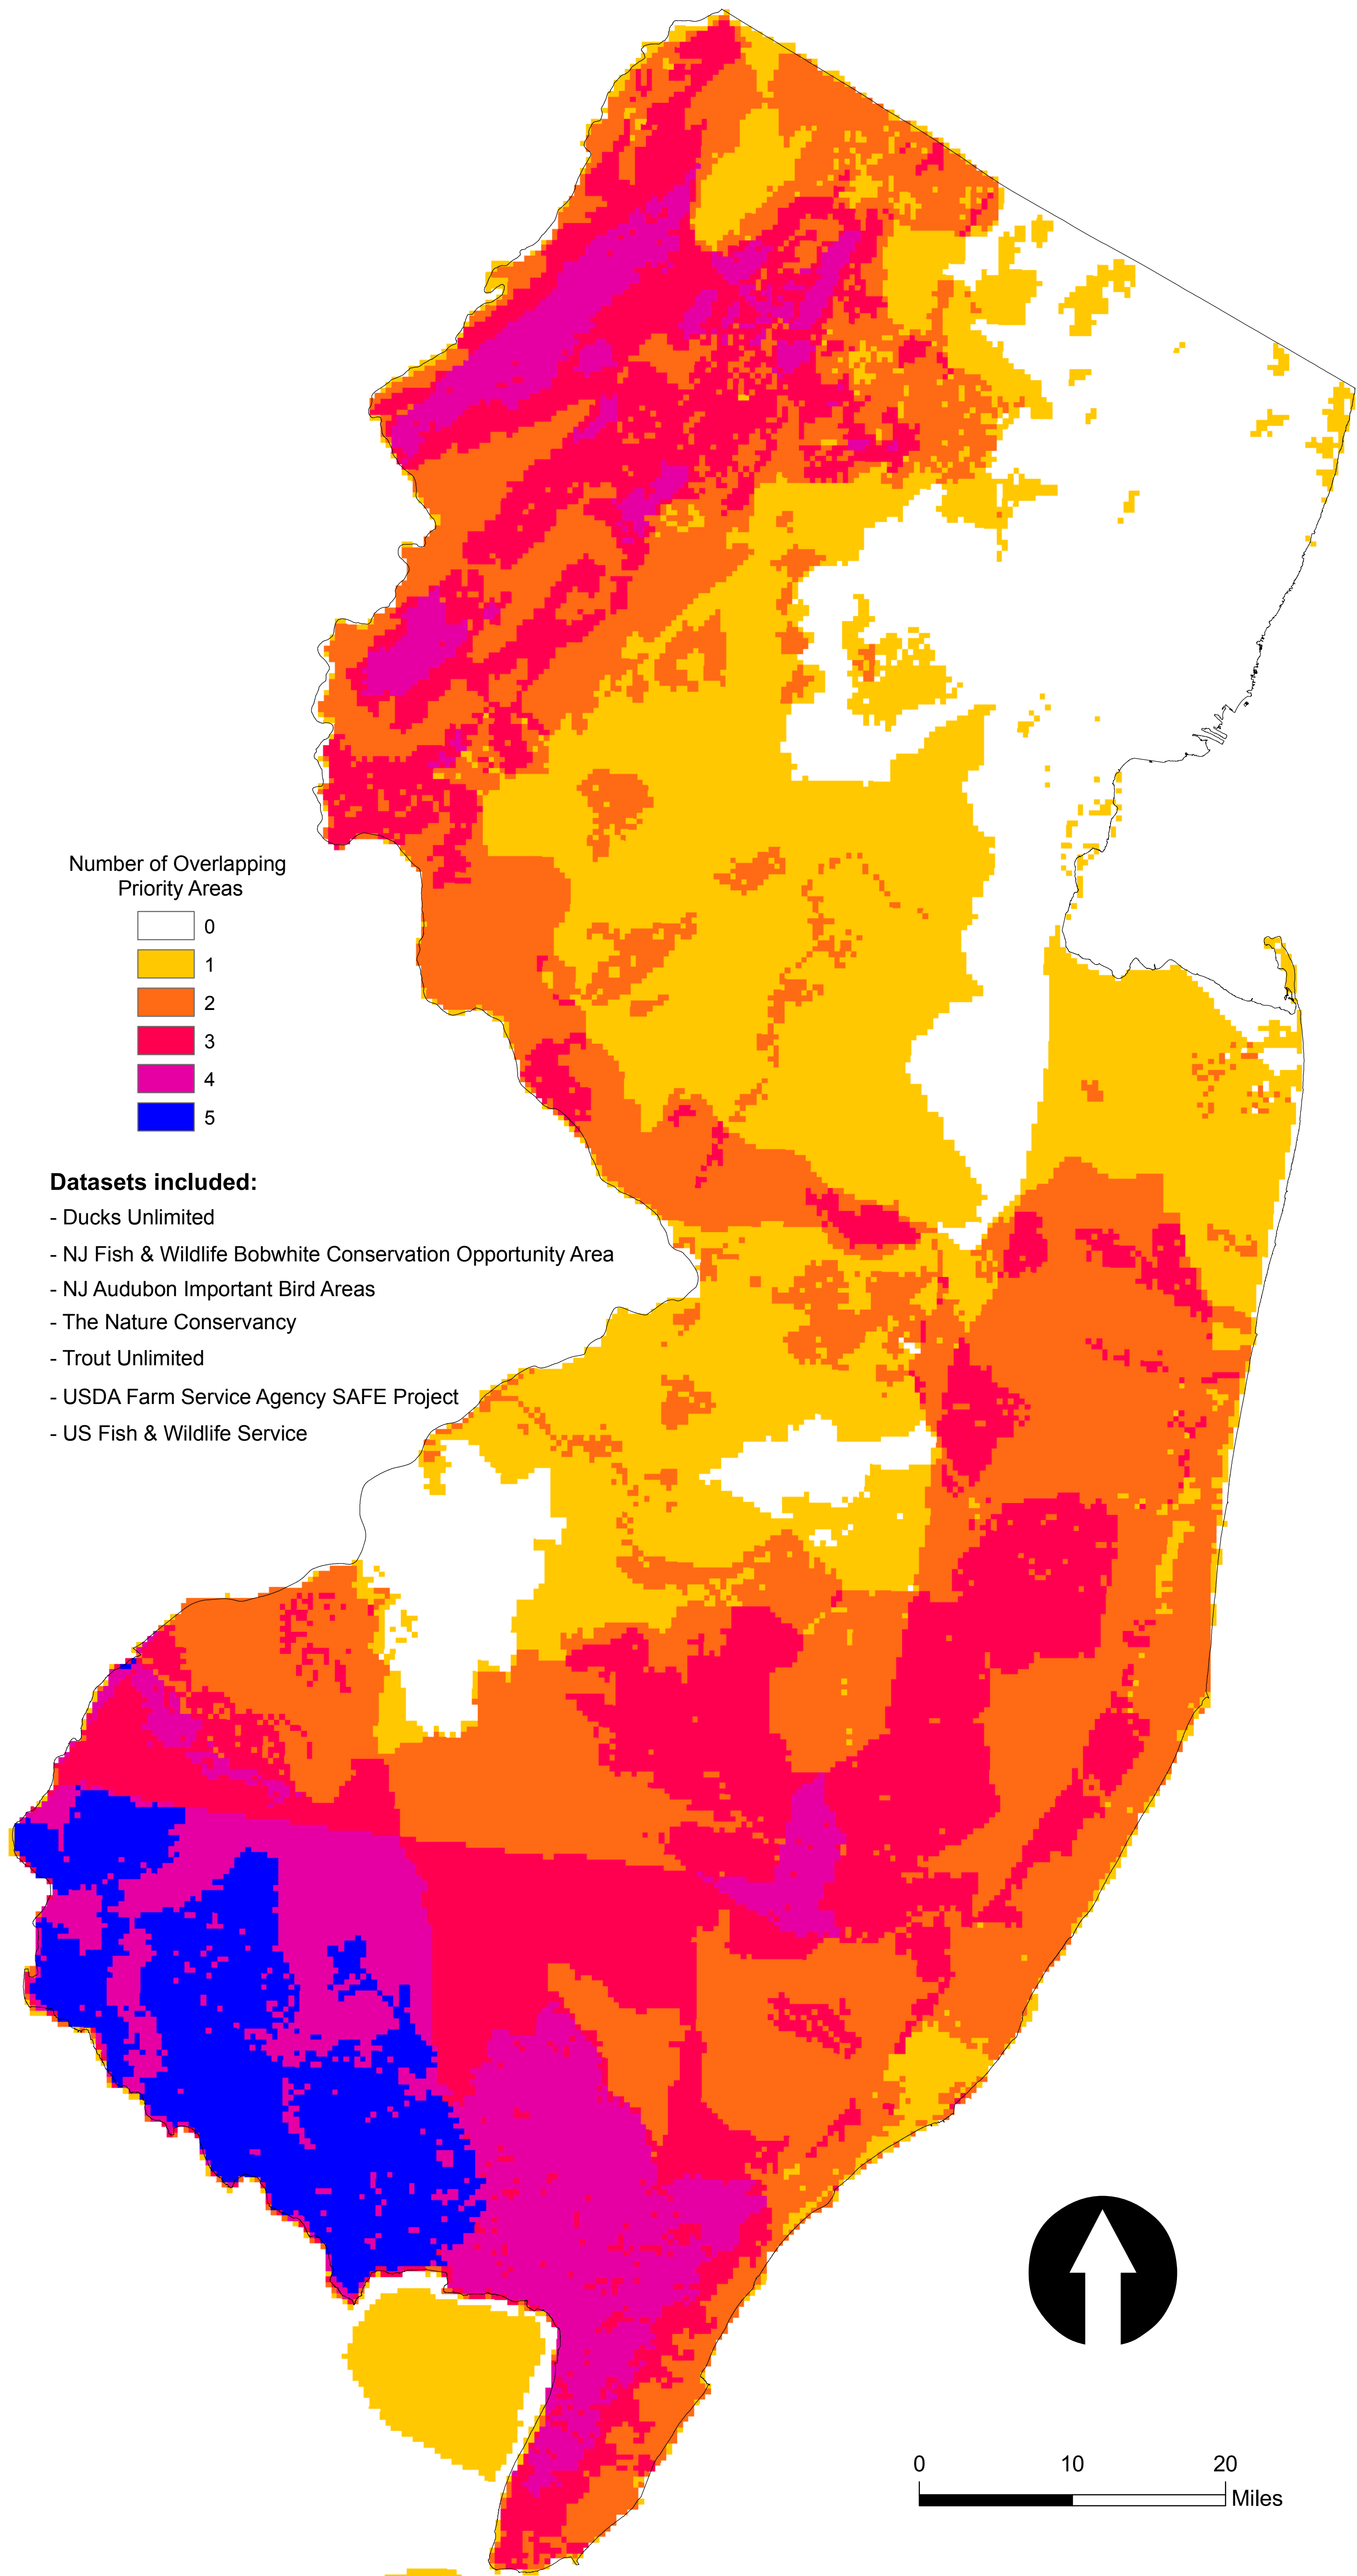 Number of Overlapping
Priority Areas
0
1
2
3
4
5
Datasets included:
- Ducks Unlimited
- NJ Fish & Wildlife Bobwhite Conservation Opportunity Area
- NJ Audubon Important Bird Areas
- The Nature Conservancy
- Trout Unlimited
- USDA Farm Service Agency SAFE Project
- US Fish & Wildlife Service
0 10 20
Miles